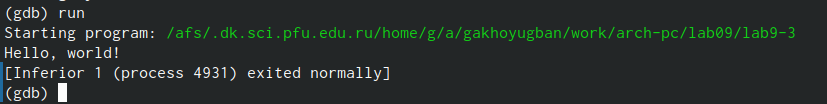 (gdb) run
Starting program: /afs/.dk.sci.pfu.edu.ru/home/g/a/gakhoyugban/work/arch-pc/lab09/lab9-3
Hello, world!
[Inferior 1 (process 4931) exited normally]
(gdb)